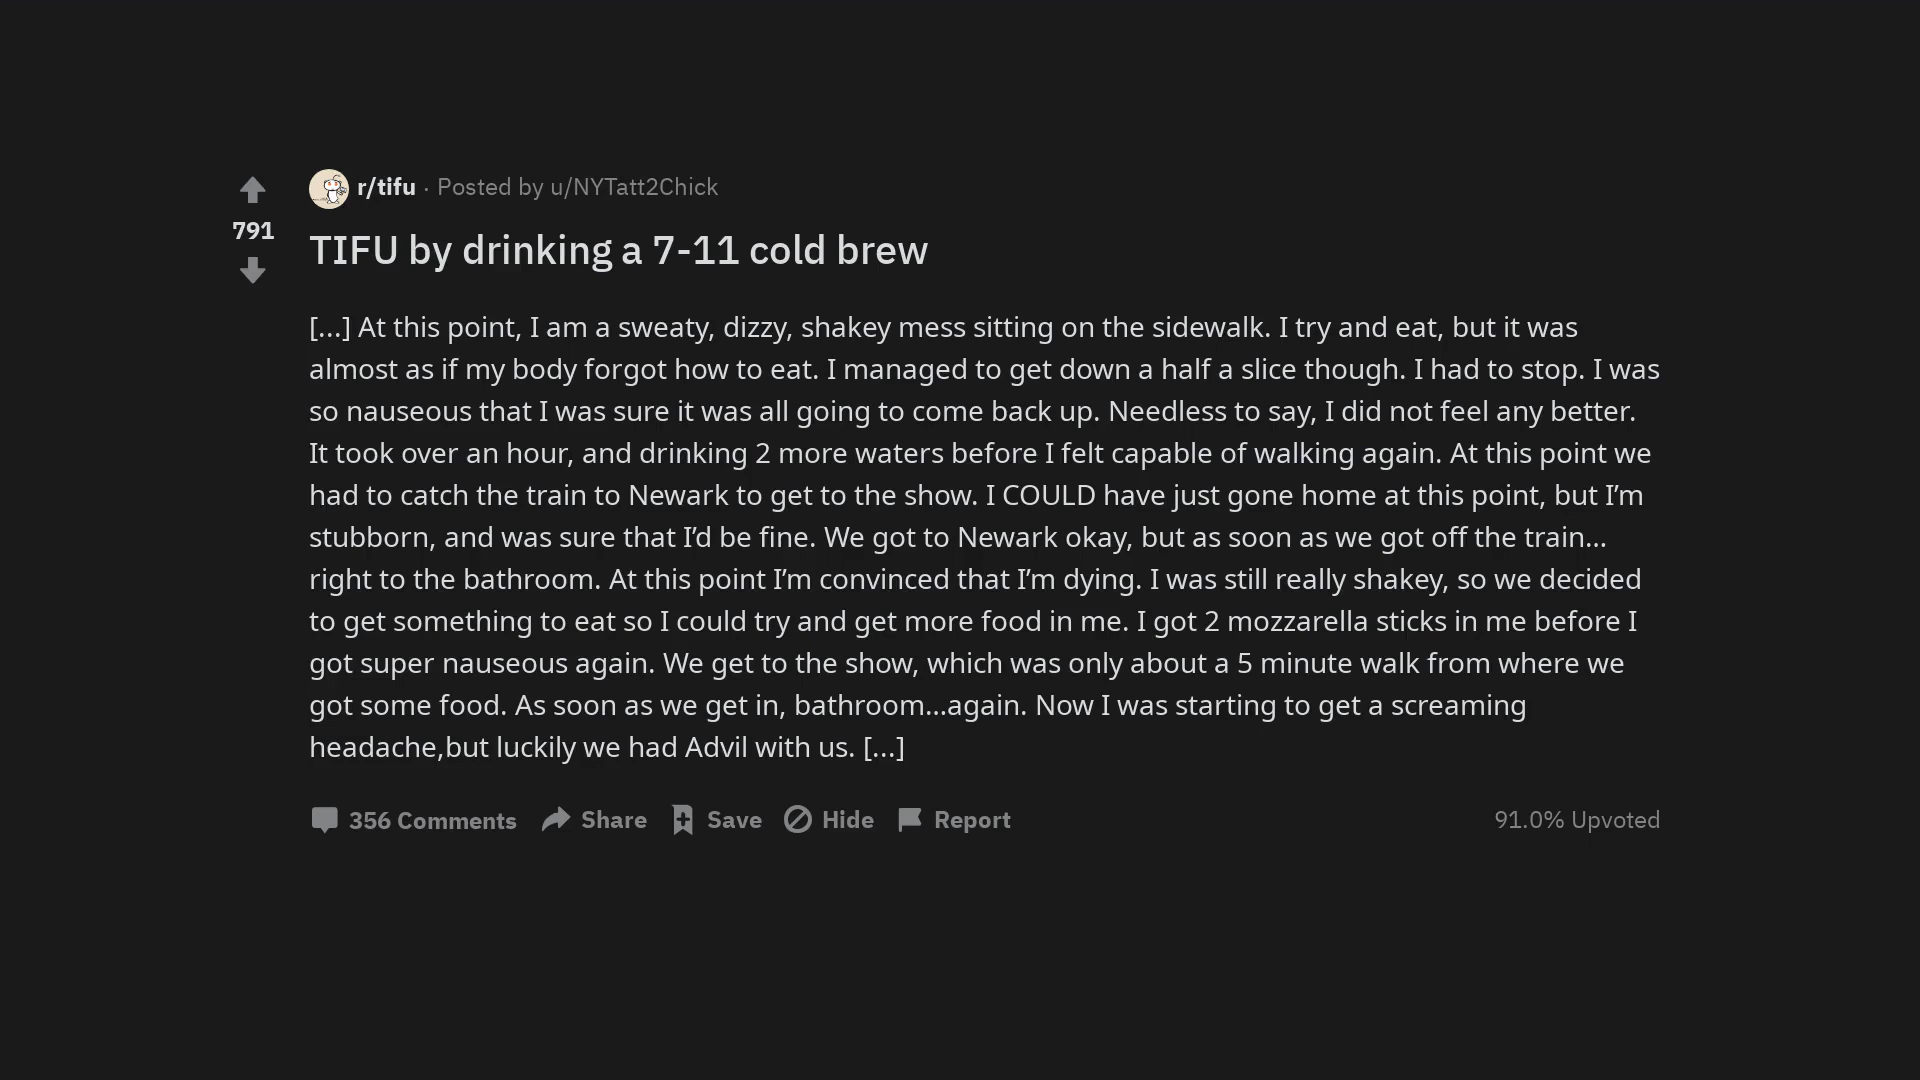 r/tifu · Posted by u/NYTatt2Chick
791
TIFU by drinking a 7-11 cold brew
[...] At this point, I am a sweaty, dizzy, shakey mess sitting on the sidewalk. I try and eat, but it was
almost as if my body forgot how to eat. I managed to get down a half a slice though. I had to stop. I was
so nauseous that I was sure it was all going to come back up. Needless to say, I did not feel any better.
It took over an hour, and drinking 2 more waters before I felt capable of walking again. At this point we
had to catch the train to Newark to get to the show. I COULD have just gone home at this point, but I’m
stubborn, and was sure that I’d be fine. We got to Newark okay, but as soon as we got off the train...
right to the bathroom. At this point I’m convinced that I’m dying. I was still really shakey, so we decided
to get something to eat so I could try and get more food in me. I got 2 mozzarella sticks in me before I
got super nauseous again. We get to the show, which was only about a 5 minute walk from where we
got some food. As soon as we get in, bathroom...again. Now I was starting to get a screaming
headache,but luckily we had Advil with us. [...]
356 Comments Share Save Hide Report 91.0% Upvoted